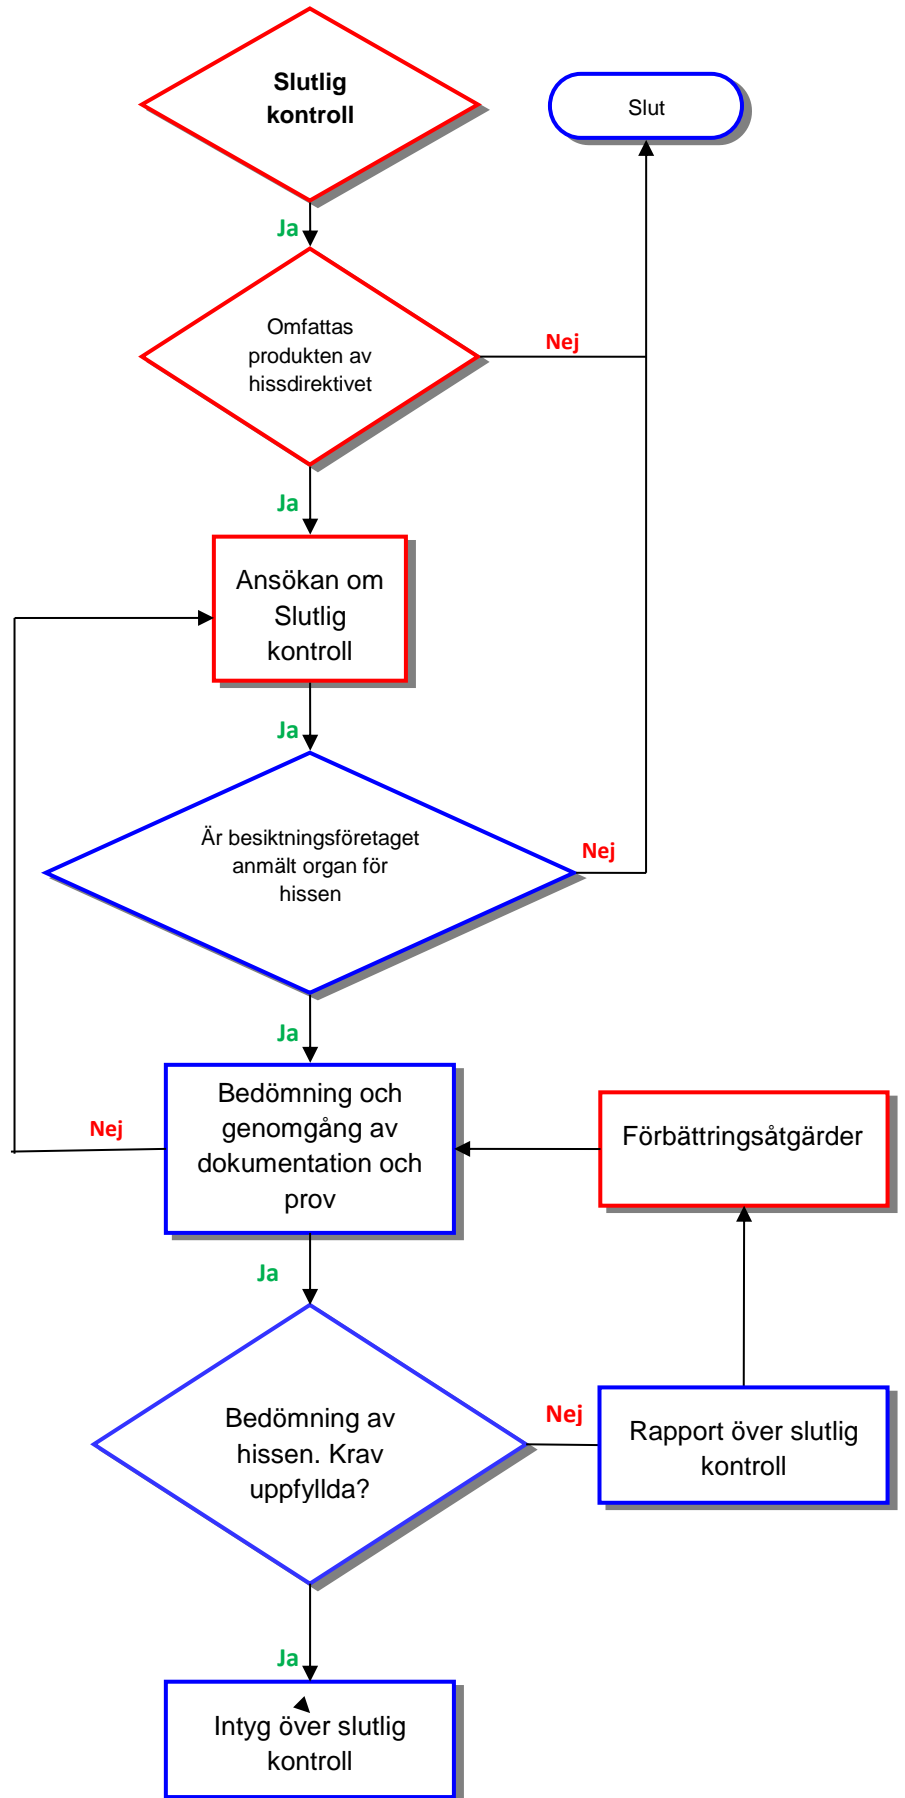 Slutlig
kontroll
Slut
Ja
Omfattas
produkten av
hissdirektivet
Nej
Ja
Ansökan om
Slutlig
kontroll
Ja
Är besiktningsföretaget
anmält organ för
hissen
Nej
Ja
Bedömning och
genomgång av
dokumentation och
prov
Nej
Förbättringsåtgärder
Ja
Bedömning av
hissen. Krav
uppfyllda?
Nej
Rapport över slutlig
kontroll
Ja
Intyg över slutlig
kontroll